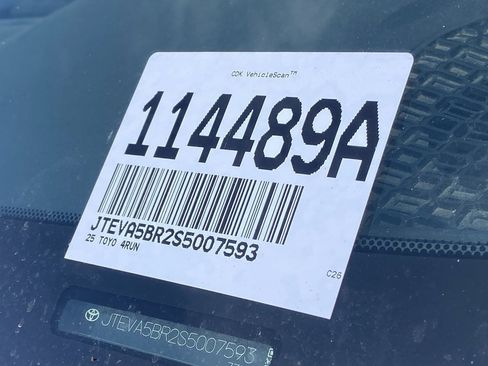 CDK VehicleScan™
114489A
JTEVA5BR2S5007593
25 TOYO 4RUN
C26
JTEVA5BR2S5007593